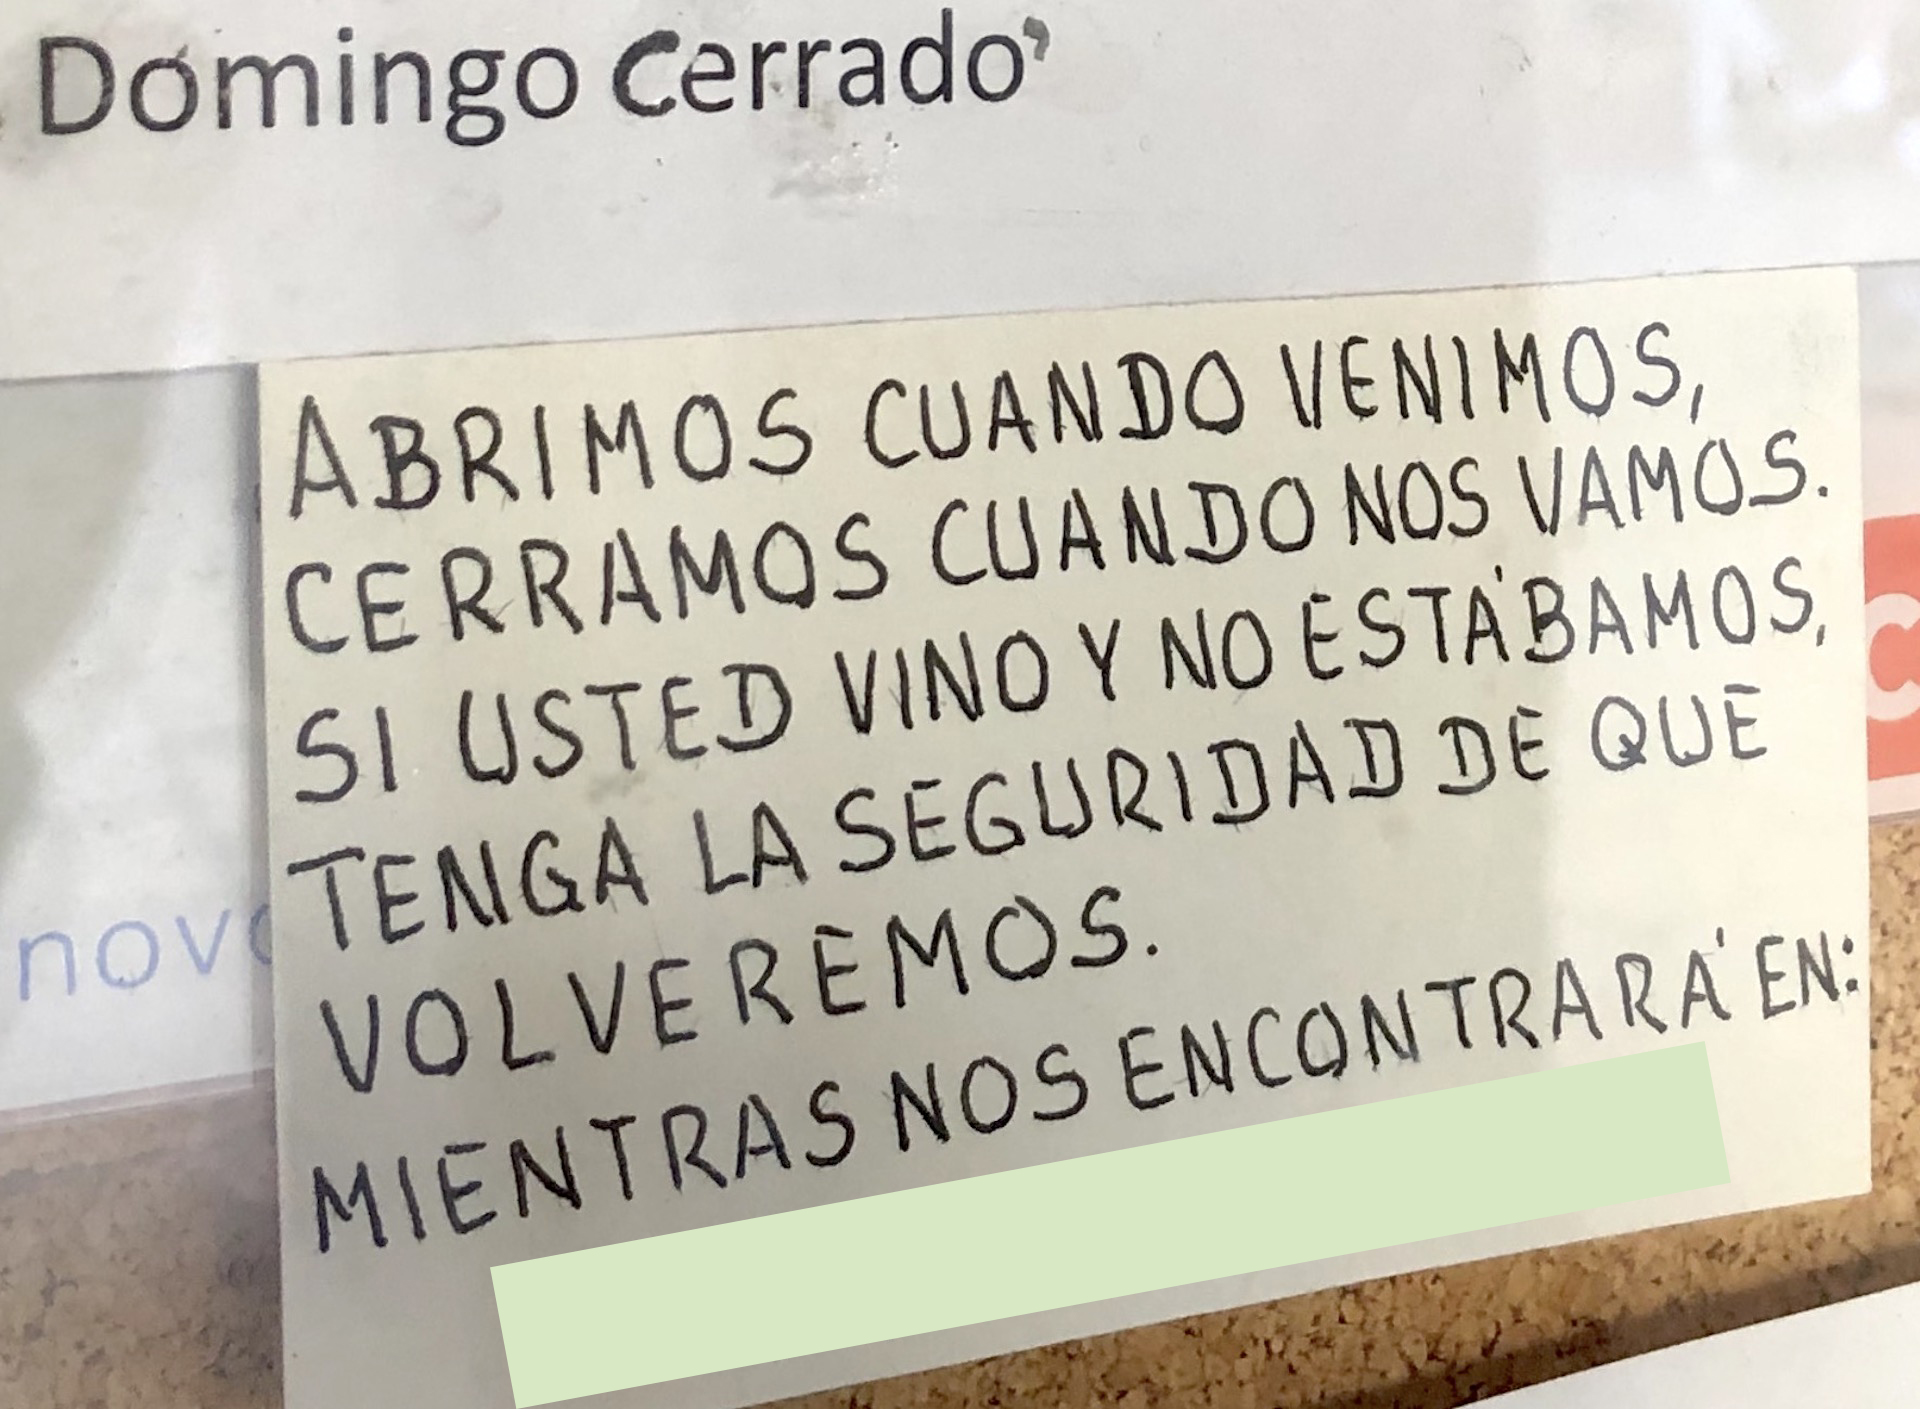 Domingo Cerrado
ABRIMOS CUANDO VENIMOS,
CERRAMOS CUANDO NOS VAMOS.
SI USTED VINO Y NO ESTÁBAMOS,
TENGA LA SEGURIDAD DE QUE
VOLVEREMOS.
MIENTRAS NOS ENCONTRARÁ EN: